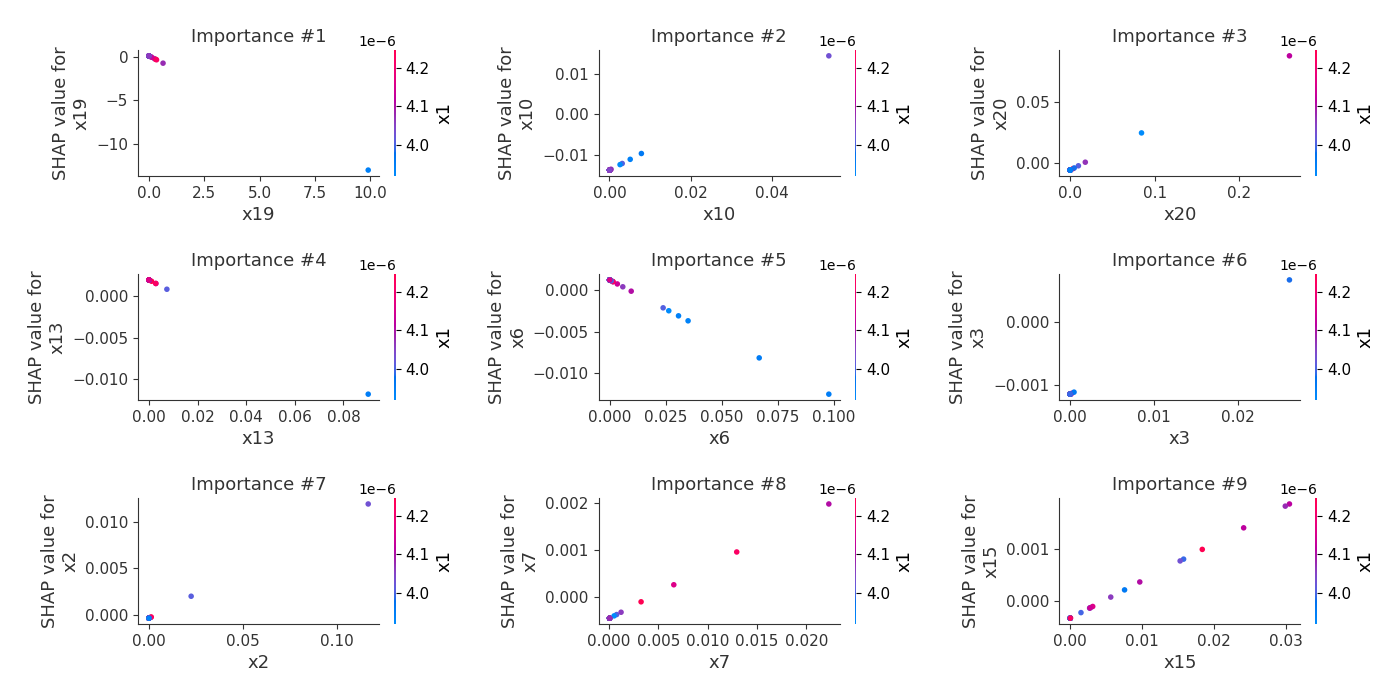 Importance #1
1e−6
SHAP value for
x19
0
−5
−10
0.0
2.5
5.0
7.5
10.0
x19
4.2
4.1
4.0
x1
Importance #2
1e−6
SHAP value for
x10
0.01
0.00
−0.01
0.00
0.02
0.04
x10
4.2
4.1
4.0
x1
Importance #3
1e−6
SHAP value for
x20
0.05
0.00
0.0
0.1
0.2
x20
4.2
4.1
4.0
x1
Importance #4
1e−6
SHAP value for
x13
0.000
−0.005
−0.010
0.00
0.02
0.04
0.06
0.08
x13
4.2
4.1
4.0
x1
Importance #5
1e−6
SHAP value for
x6
0.000
−0.005
−0.010
0.000
0.025
0.050
0.075
0.100
x6
4.2
4.1
4.0
x1
Importance #6
1e−6
SHAP value for
x3
0.000
−0.001
0.00
0.01
0.02
x3
4.2
4.1
4.0
x1
Importance #7
1e−6
SHAP value for
x2
0.010
0.005
0.000
0.00
0.05
0.10
x2
4.2
4.1
4.0
x1
Importance #8
1e−6
SHAP value for
x7
0.002
0.001
0.000
0.000
0.005
0.010
0.015
0.020
x7
4.2
4.1
4.0
x1
Importance #9
1e−6
SHAP value for
x15
0.001
0.000
0.00
0.01
0.02
0.03
x15
4.2
4.1
4.0
x1